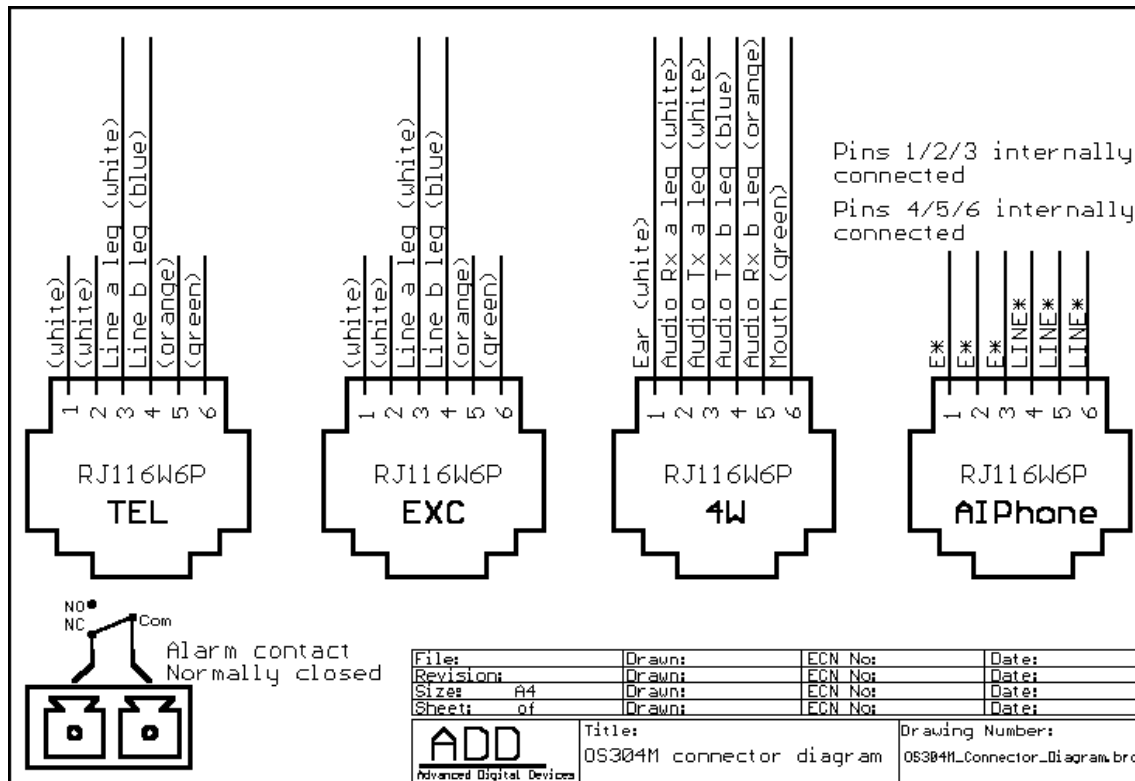 (white)
(white)
Line a leg (white)
Line b leg (blue)
(orange)
(green)
1 2 3 4 5 6
RJ116W6P
TEL
(white)
(white)
Line a leg (white)
Line b leg (blue)
(orange)
(green)
1 2 3 4 5 6
RJ116W6P
EXC
Ear (white)
Audio Rx a leg (white)
Audio Tx a leg (white)
Audio Tx b leg (blue)
Audio Rx b leg (orange)
Mouth (green)
1 2 3 4 5 6
RJ116W6P
4W
Pins 1/2/3 internally
connected
Pins 4/5/6 internally
connected
E*
E*
E*
LINE*
LINE*
LINE*
1 2 3 4 5 6
RJ116W6P
AIPhone
NO
NC
Com
Alarm contact
Normally closed
File: Drawn: ECN No: Date:
Revision: Drawn: ECN No: Date:
Size: A4 Drawn: ECN No: Date:
Sheet: of Drawn: ECN No: Date:
ADD
Advanced Digital Devices
Title:
OS304M connector diagram
Drawing Number:
OS304M_Connector_Diagram.brd